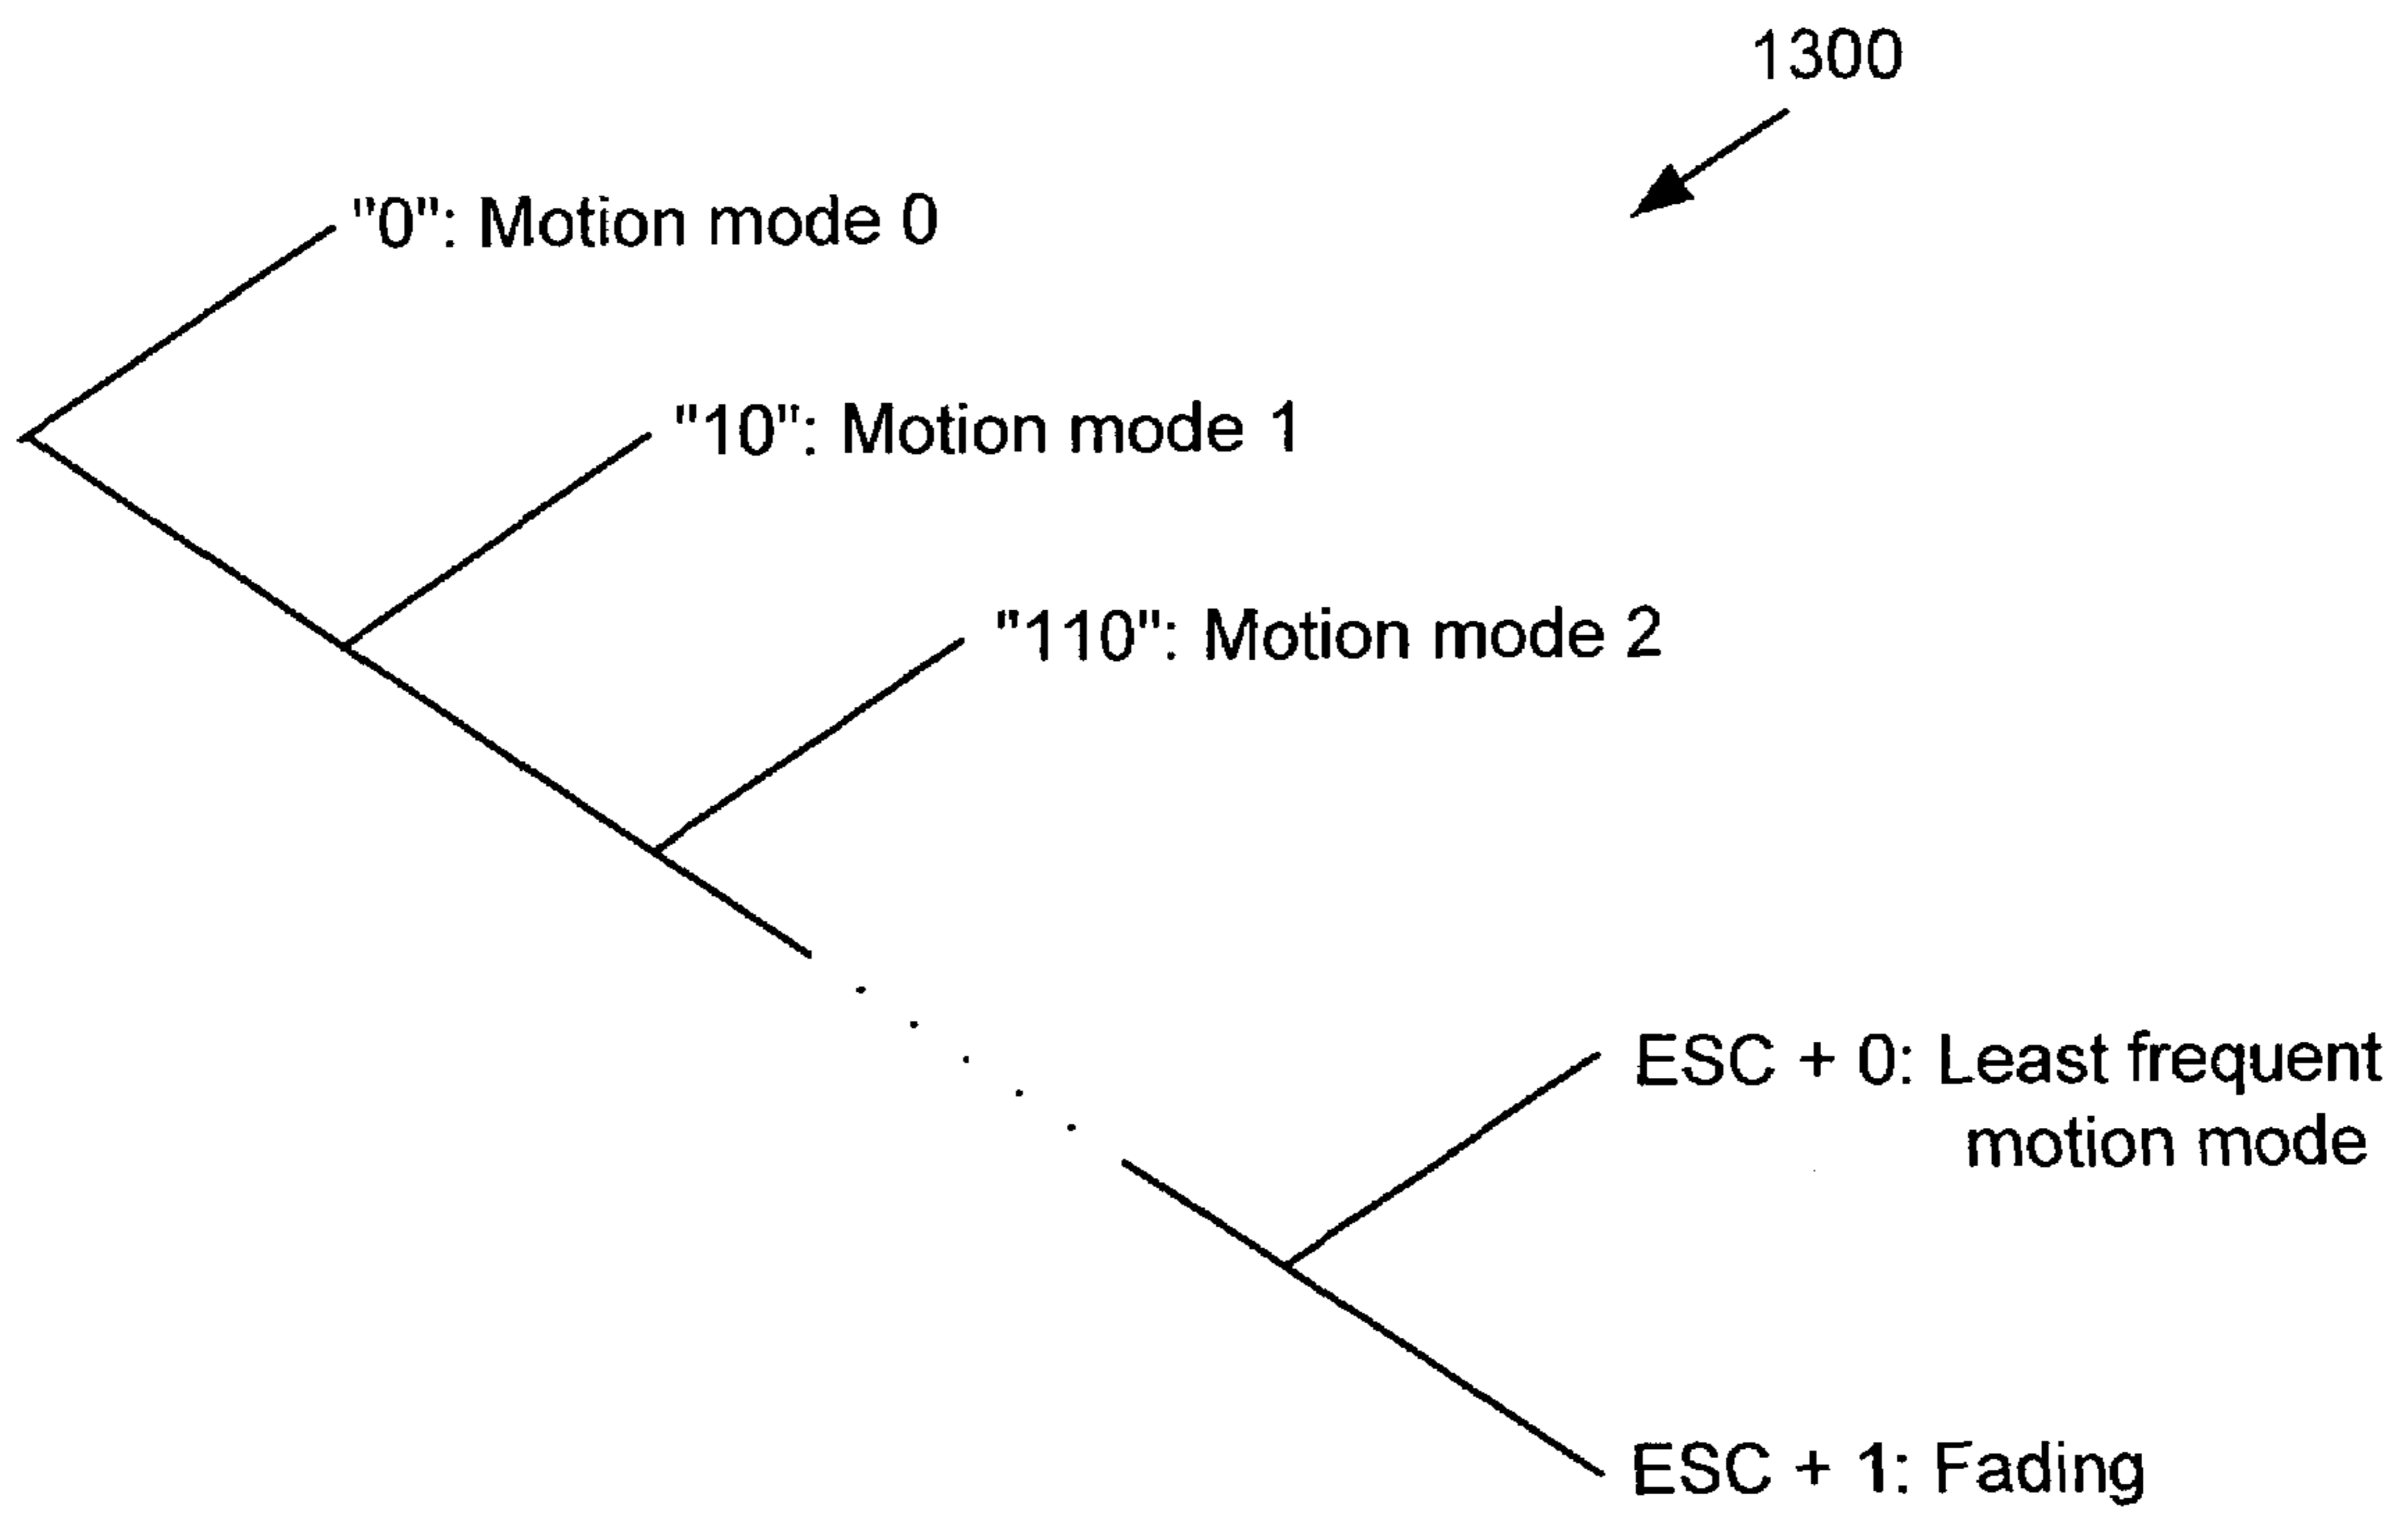 1300
"0": Motion mode 0
"10": Motion mode 1
"110": Motion mode 2
ESC + 0: Least frequent
motion mode
ESC + 1: Fading